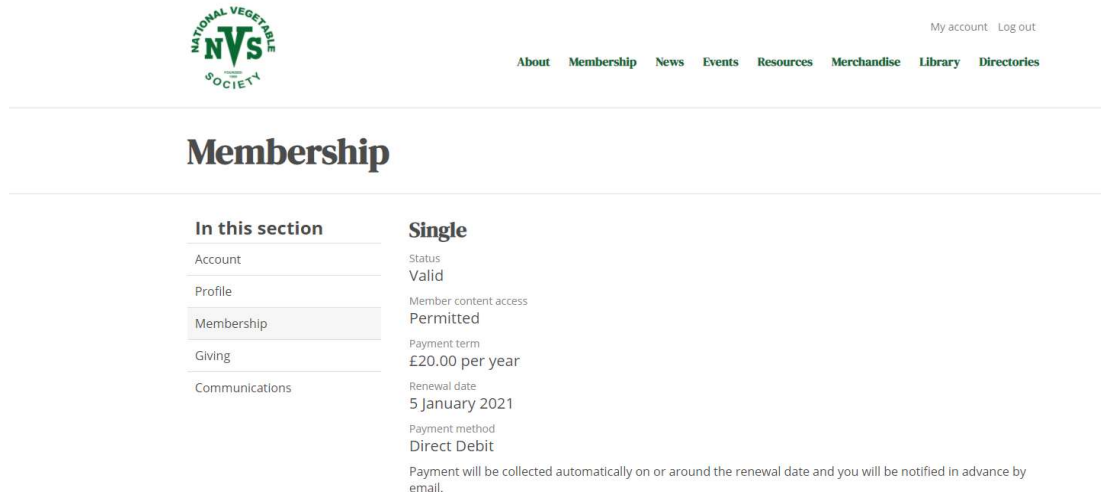 NATIONAL VEGETABLE
NVS
FOUNDED
1960
SOCIETY
My account Log out
About Membership News Events Resources Merchandise Library Directories
Membership
In this section
Account
Profile
Membership
Giving
Communications
Single
Status
Valid
Member content access
Permitted
Payment term
£20.00 per year
Renewal date
5 January 2021
Payment method
Direct Debit
Payment will be collected automatically on or around the renewal date and you will be notified in advance by
email.